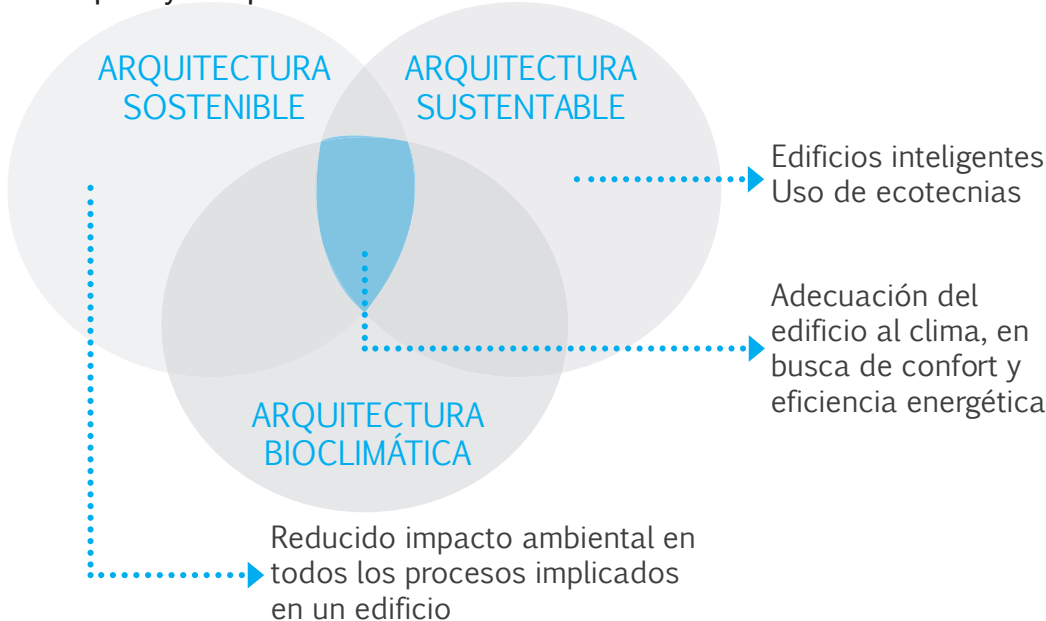 ARQUITECTURA
SOSTENIBLE
ARQUITECTURA
SUSTENTABLE
Edificios inteligentes
Uso de ecotecnias
Adecuación del
edificio al clima, en
busca de confort y
eficiencia energética
ARQUITECTURA
BIOCLIMÁTICA
Reducido impacto ambiental en
todos los procesos implicados
en un edificio